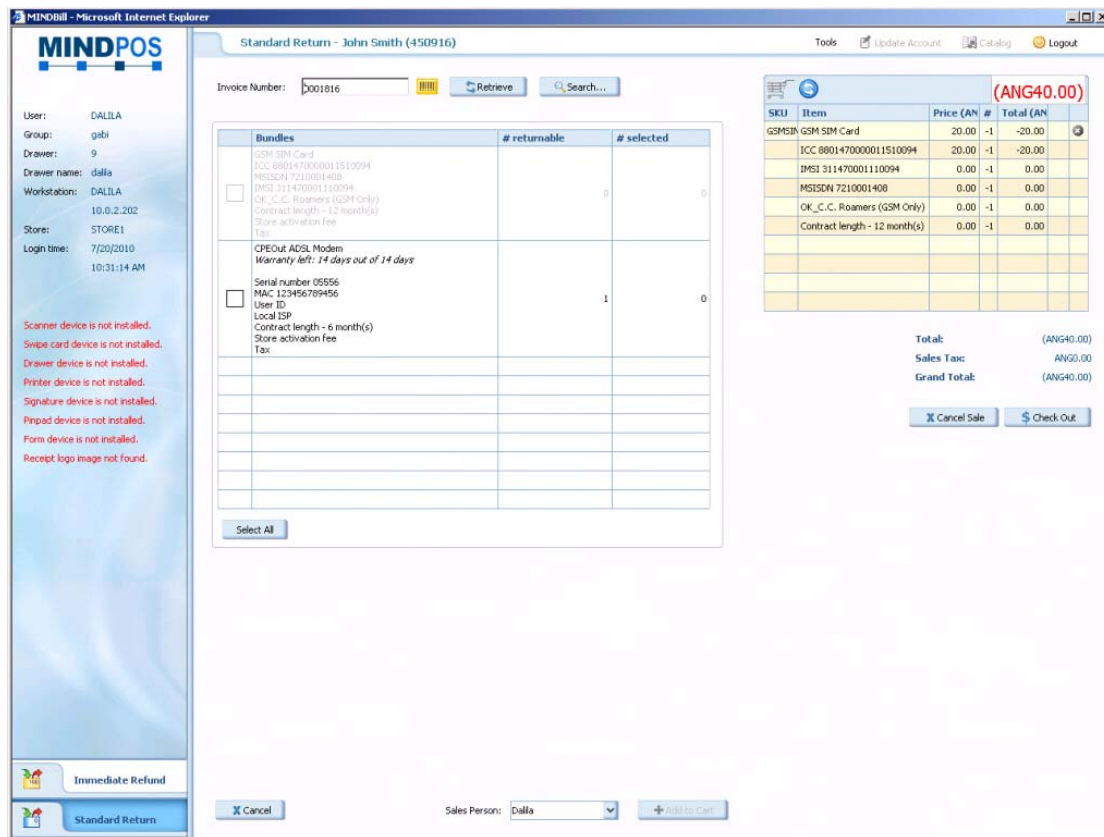 MINDBill - Microsoft Internet Explorer
MINDPOS
Standard Return - John Smith (450916)
Tools Update Account Catalog Logout
User: DALILA
Group: gabi
Drawer: 9
Drawer name: dalila
Workstation: DALILA
10.0.2.202
Store: STORE1
Login time: 7/20/2010
10:31:14 AM
Scanner device is not installed.
Swipe card device is not installed.
Drawer device is not installed.
Printer device is not installed.
Signature device is not installed.
Pinpad device is not installed.
Form device is not installed.
Receipt logo image not found.
Immediate Refund
Standard Return
Invoice Number: 0001816 Retrieve Search...
Bundles # returnable # selected
GSM SIM Card
ICC 8801470000011510094
MSISDN 7210001408
IMSI 311470001110094 0 0
OK_C.C. Roamers (GSM Only)
Contract length - 12 month(s)
Store activation fee
Tax
CPEOut ADSL Modem
Warranty left: 14 days out of 14 days
Serial number 05556
MAC 123456789456
User ID 1 0
Local ISP
Contract length - 6 month(s)
Store activation fee
Tax
Select All
Cancel Sales Person: Dalila Add to Cart
(ANG40.00)
SKU Item Price (AN # Total (AN
GSMSIN GSM SIM Card 20.00 -1 -20.00
ICC 8801470000011510094 20.00 -1 -20.00
IMSI 311470001110094 0.00 -1 0.00
MSISDN 7210001408 0.00 -1 0.00
OK_C.C. Roamers (GSM Only) 0.00 -1 0.00
Contract length - 12 month(s) 0.00 -1 0.00
Total: (ANG40.00)
Sales Tax: ANG0.00
Grand Total: (ANG40.00)
Cancel Sale Check Out